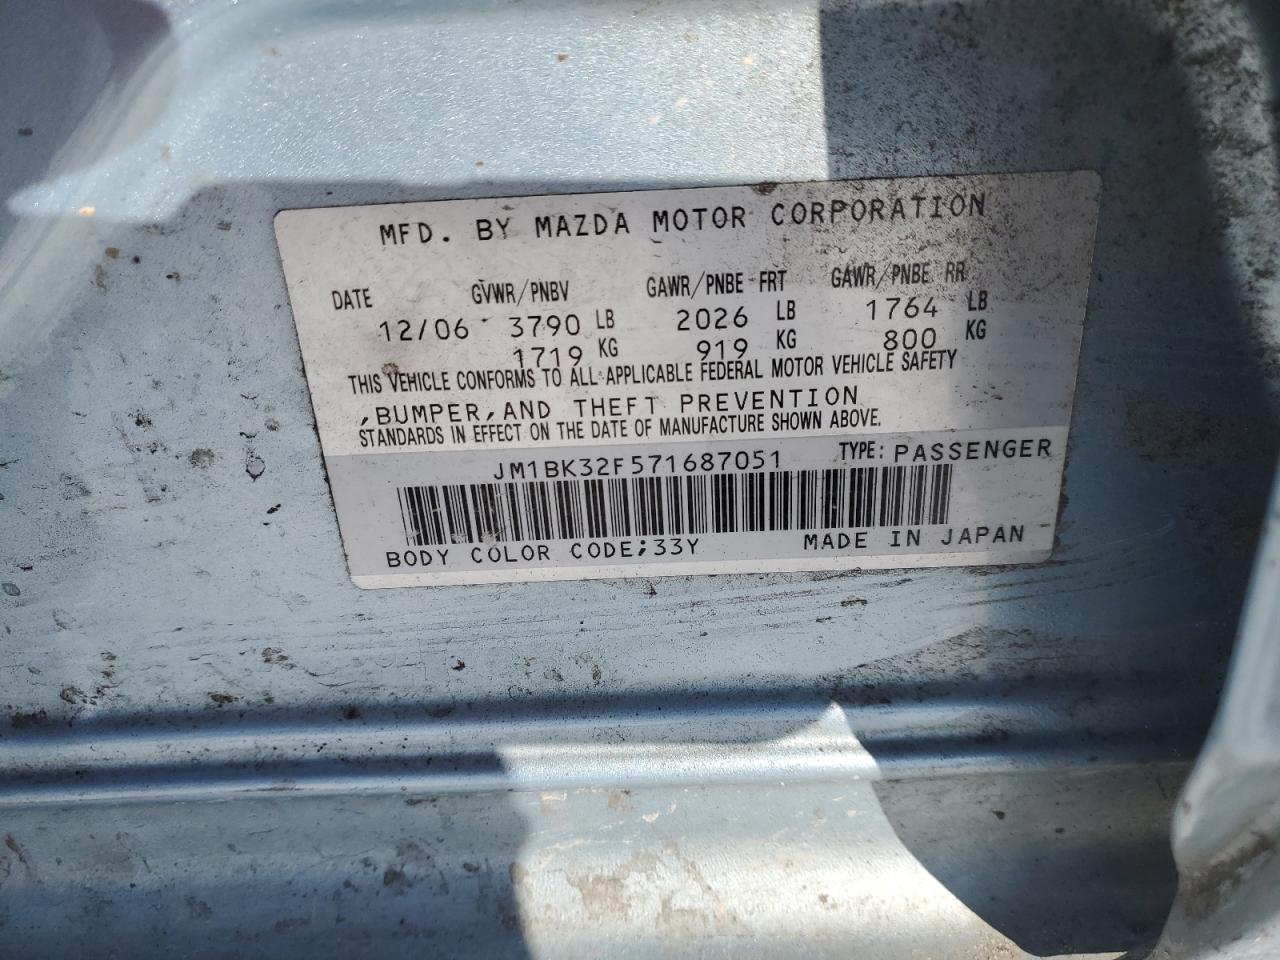 MFD. BY MAZDA MOTOR CORPORATION
DATE GVWR/PNBV GAWR/PNBE FRT GAWR/PNBE RR
12/06 3790 LB 2026 LB 1764 LB
1719 KG 919 KG 800 KG
THIS VEHICLE CONFORMS TO ALL APPLICABLE FEDERAL MOTOR VEHICLE SAFETY
,BUMPER,AND THEFT PREVENTION
STANDARDS IN EFFECT ON THE DATE OF MANUFACTURE SHOWN ABOVE.
JM1BK32F571687051 TYPE: PASSENGER
BODY COLOR CODE;33Y MADE IN JAPAN